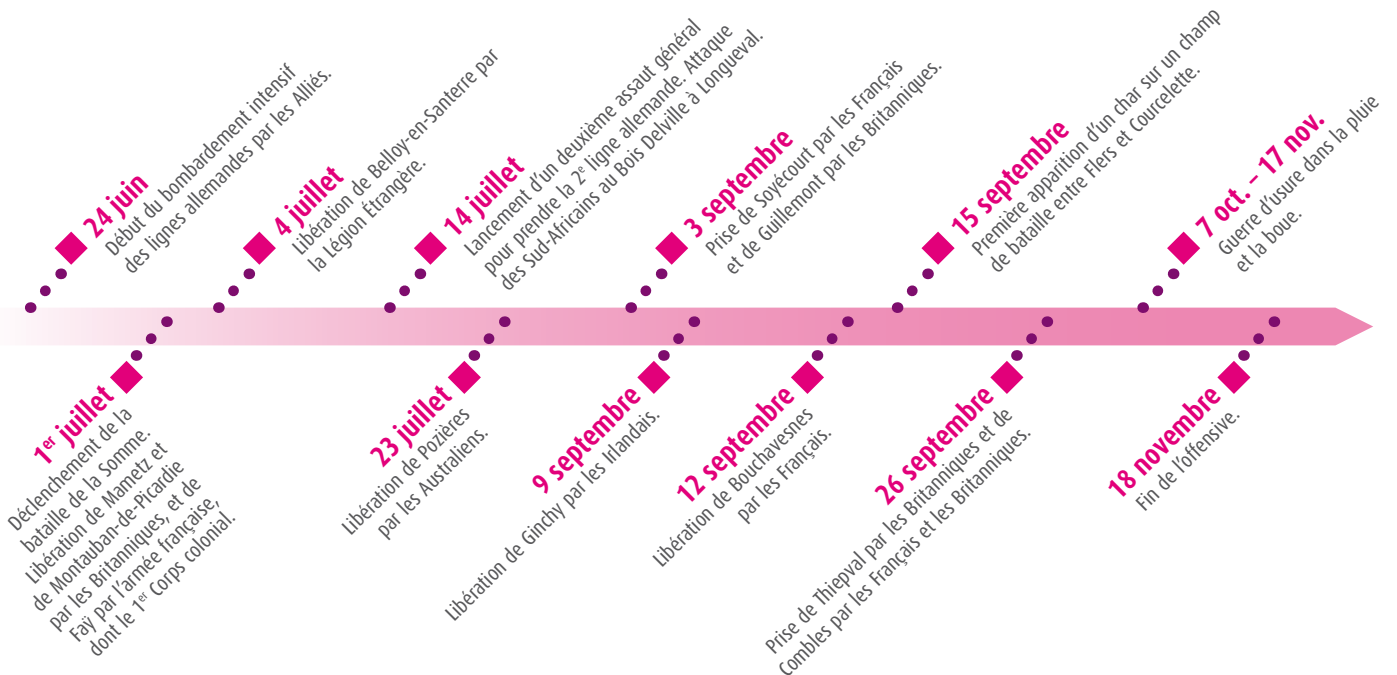 24 juin
Début du bombardement intensif
des lignes allemandes par les Alliés.
1er juillet
Déclenchement de la
bataille de la Somme.
Libération de Mametz et
de Montauban-de-Picardie
par les Britanniques, et de
Faÿ par l'armée française,
dont le 1er Corps colonial.
4 juillet
Libération de Belloy-en-Santerre par
la Légion Etrangère.
14 juillet
Lancement d'un deuxième assaut général
pour prendre la 2e ligne allemande. Attaque
des Sud-Africains au Bois Delville à Longueval.
23 juillet
Libération de Pozières
par les Australiens.
3 septembre
Prise de Soyécourt par les Français
et de Guillemont par les Britanniques.
9 septembre
Libération de Ginchy par les Irlandais.
12 septembre
Libération de Bouchavesnes
par les Français.
15 septembre
Première apparition d'un char sur un champ
de bataille entre Flers et Courcelette.
26 septembre
Prise de Thiepval par les Britanniques et de
Combles par les Français et les Britanniques.
7 oct. – 17 nov.
Guerre d'usure dans la pluie
et la boue.
18 novembre
Fin de l'offensive.